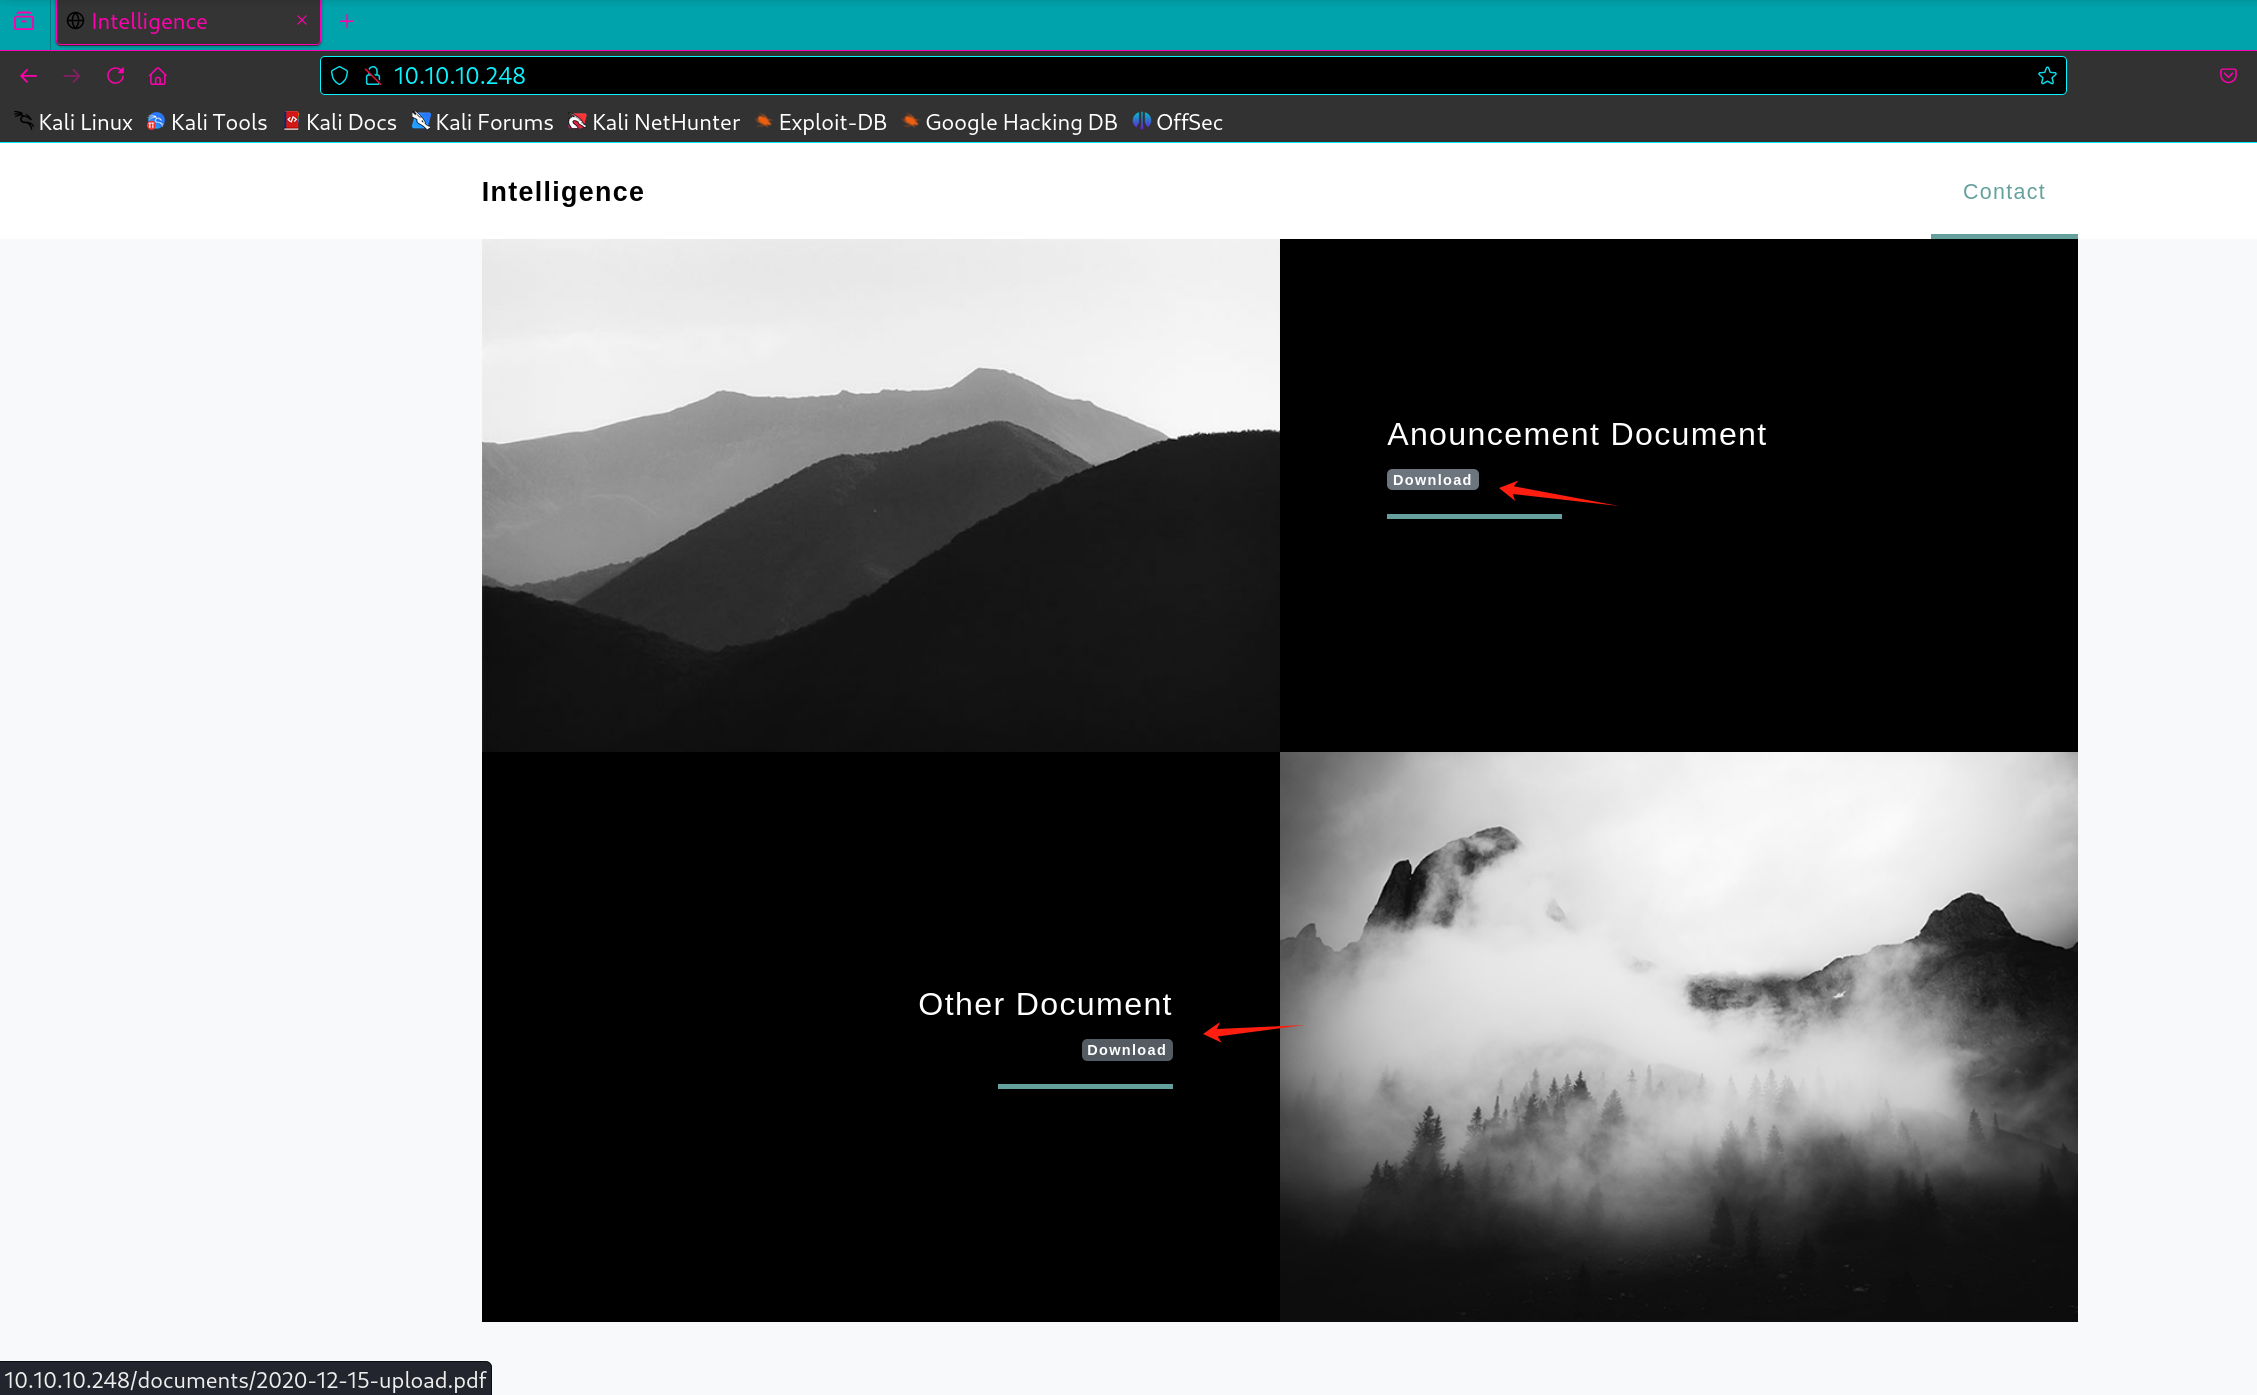 Intelligence
10.10.10.248
Kali Linux Kali Tools Kali Docs Kali Forums Kali NetHunter Exploit-DB Google Hacking DB OffSec
Intelligence
Contact
Anouncement Document
Download
Other Document
Download
10.10.10.248/documents/2020-12-15-upload.pdf